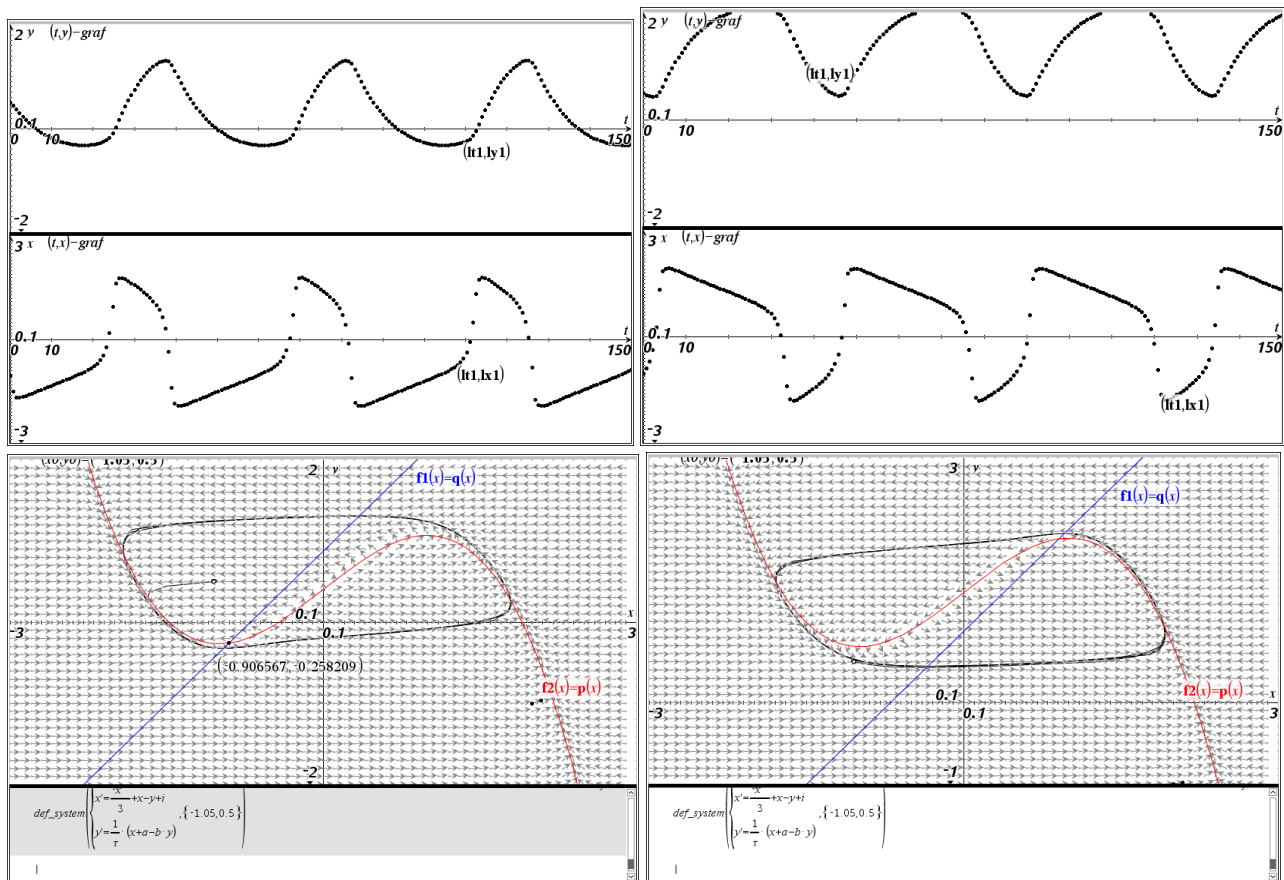 2 y (t,y)-graf
0.1
0 10
t
150
(lt1,ly1)
-2
3 x (t,x)-graf
0.1
0 10
t
150
(lt1,lx1)
-3
2 y (t,y)-graf
(lt1,ly1)
0.1
0 10
t
150
-2
3 x (t,x)-graf
0.1
0 10
t
150
(lt1,lx1)
-3
2 y
f1(x)=q(x)
0.1
0.1
x
-3
3
(-0.906567,-0.258209)
f2(x)=p(x)
-2
def_system
3
+x-y+i
x'=
,{-1.05,0.5}
y'=1/τ·(x+a-b·y)
3 y
f1(x)=q(x)
f2(x)=p(x)
0.1
0.1
x
-3
3
-1
def_system
3
+x-y+i
x'=
,{-1.05,0.5}
y'=1/τ·(x+a-b·y)